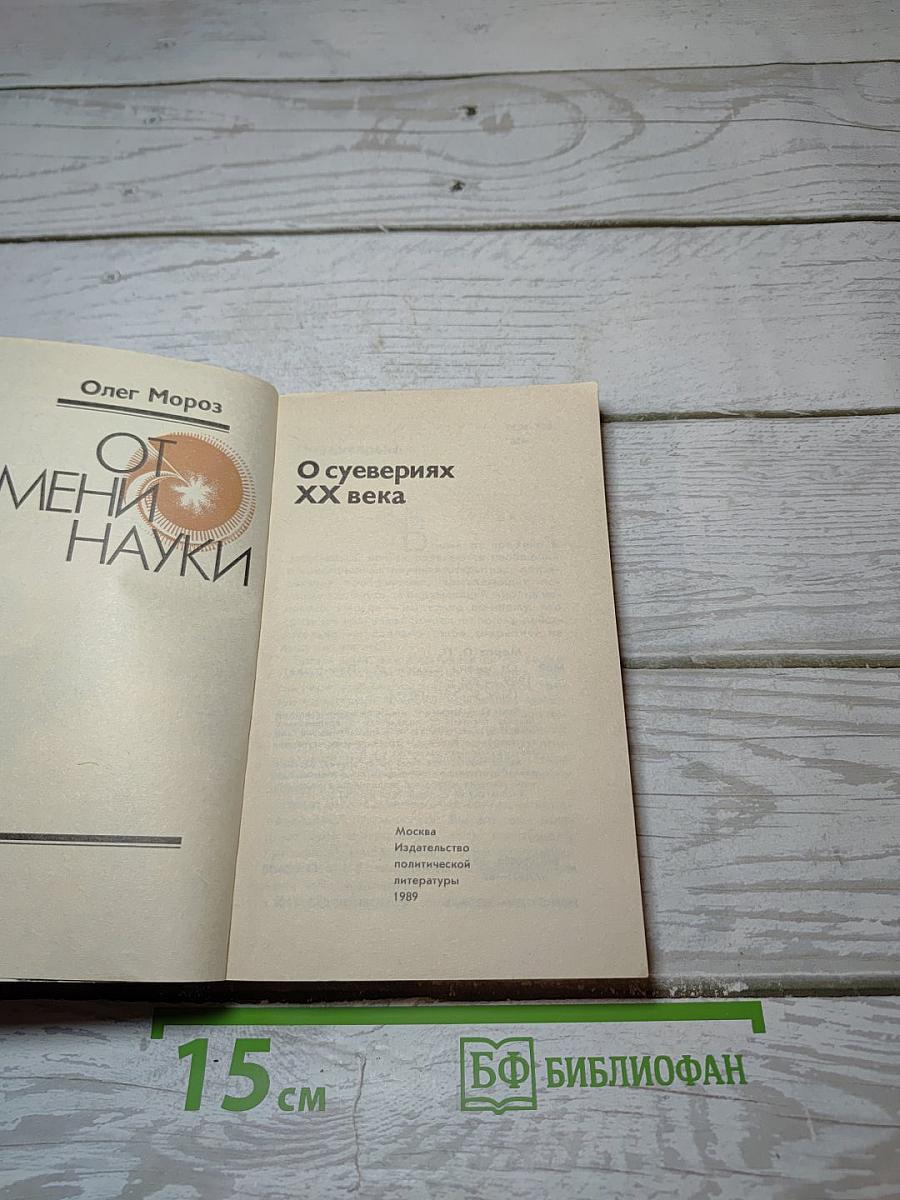 Олег Мороз
ОТ
МЕНИ
НАУКИ
О суевериях
XX века
Москва
Издательство
политической
литературы
1989
15 см
БФ БИБЛИОФАН